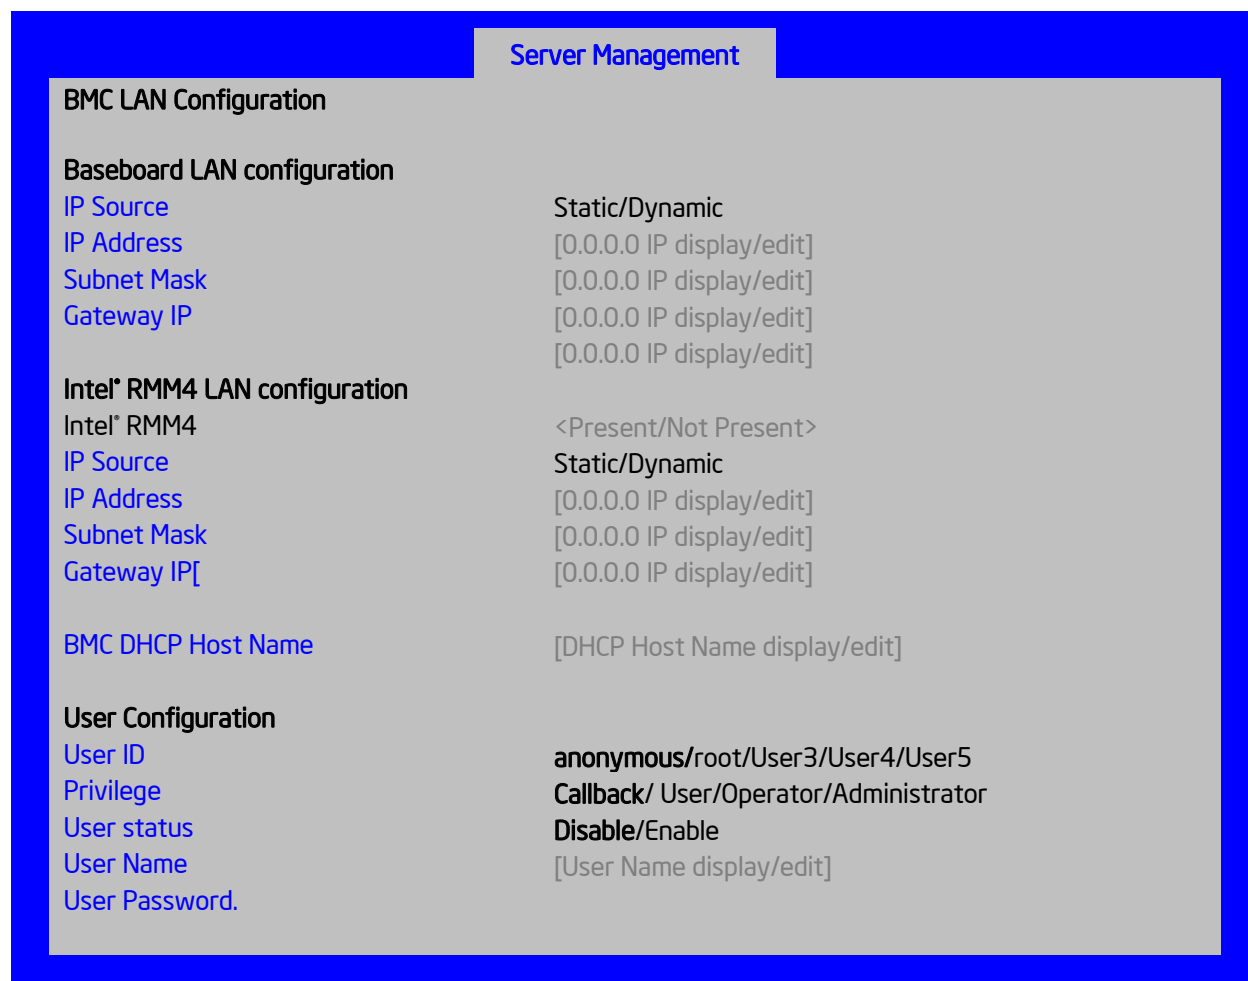 Server Management
BMC LAN Configuration
Baseboard LAN configuration
IP Source Static/Dynamic
IP Address [0.0.0.0 IP display/edit]
Subnet Mask [0.0.0.0 IP display/edit]
Gateway IP [0.0.0.0 IP display/edit]
[0.0.0.0 IP display/edit]
Intel® RMM4 LAN configuration
Intel® RMM4 <Present/Not Present>
IP Source Static/Dynamic
IP Address [0.0.0.0 IP display/edit]
Subnet Mask [0.0.0.0 IP display/edit]
Gateway IP[ [0.0.0.0 IP display/edit]
BMC DHCP Host Name [DHCP Host Name display/edit]
User Configuration
User ID anonymous/root/User3/User4/User5
Privilege Callback/ User/Operator/Administrator
User status Disable/Enable
User Name [User Name display/edit]
User Password.